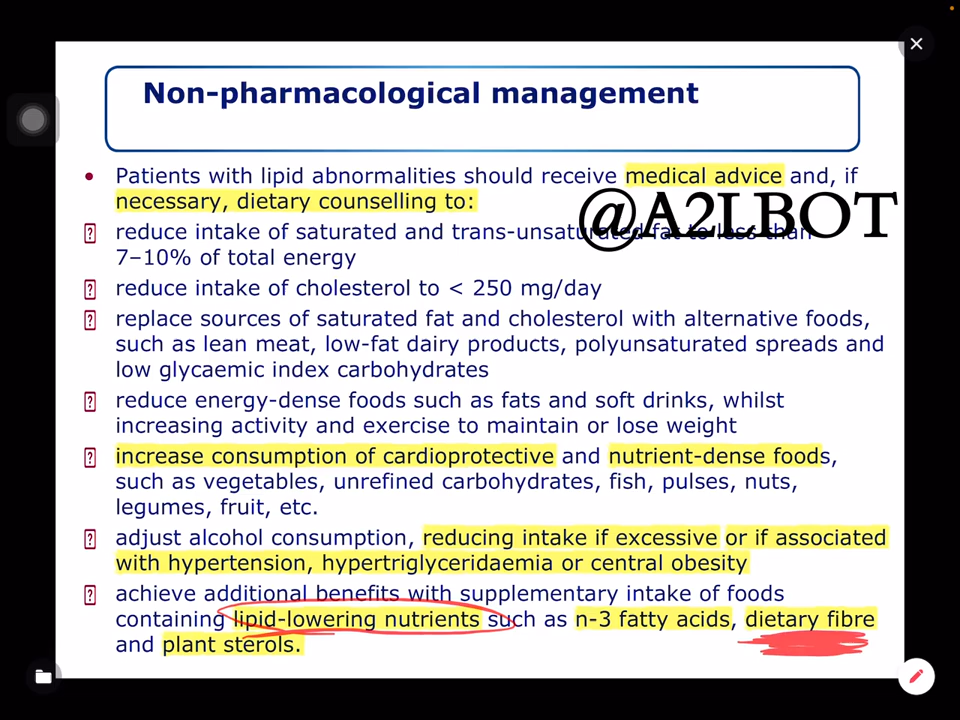 Non-pharmacological management
• Patients with lipid abnormalities should receive medical advice and, if
necessary, dietary counselling to:
@A2LBOT
reduce intake of saturated and trans-unsaturated fat to less than
7–10% of total energy
reduce intake of cholesterol to < 250 mg/day
replace sources of saturated fat and cholesterol with alternative foods,
such as lean meat, low-fat dairy products, polyunsaturated spreads and
low glycaemic index carbohydrates
reduce energy-dense foods such as fats and soft drinks, whilst
increasing activity and exercise to maintain or lose weight
increase consumption of cardioprotective and nutrient-dense foods,
such as vegetables, unrefined carbohydrates, fish, pulses, nuts,
legumes, fruit, etc.
adjust alcohol consumption, reducing intake if excessive or if associated
with hypertension, hypertriglyceridaemia or central obesity
achieve additional benefits with supplementary intake of foods
containing lipid-lowering nutrients such as n-3 fatty acids, dietary fibre
and plant sterols.